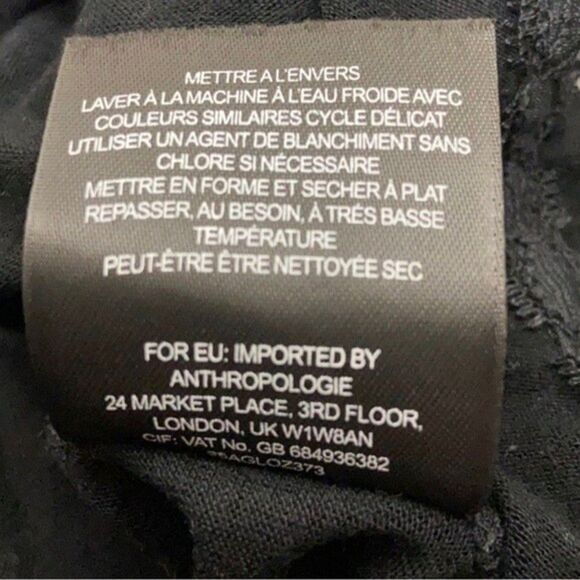 METTRE A L'ENVERS
LAVER À LA MACHINE À L'EAU FROIDE AVEC
COULEURS SIMILAIRES CYCLE DÉLICAT
UTILISER UN AGENT DE BLANCHIMENT SANS
CHLORE SI NÉCESSAIRE
METTRE EN FORME ET SECHER À PLAT
REPASSER, AU BESOIN, À TRÉS BASSE
TEMPÉRATURE
PEUT-ÊTRE ÊTRE NETTOYÉE SEC
FOR EU: IMPORTED BY
ANTHROPOLOGIE
24 MARKET PLACE, 3RD FLOOR,
LONDON, UK W1W8AN
CIF: VAT No. GB 684936382